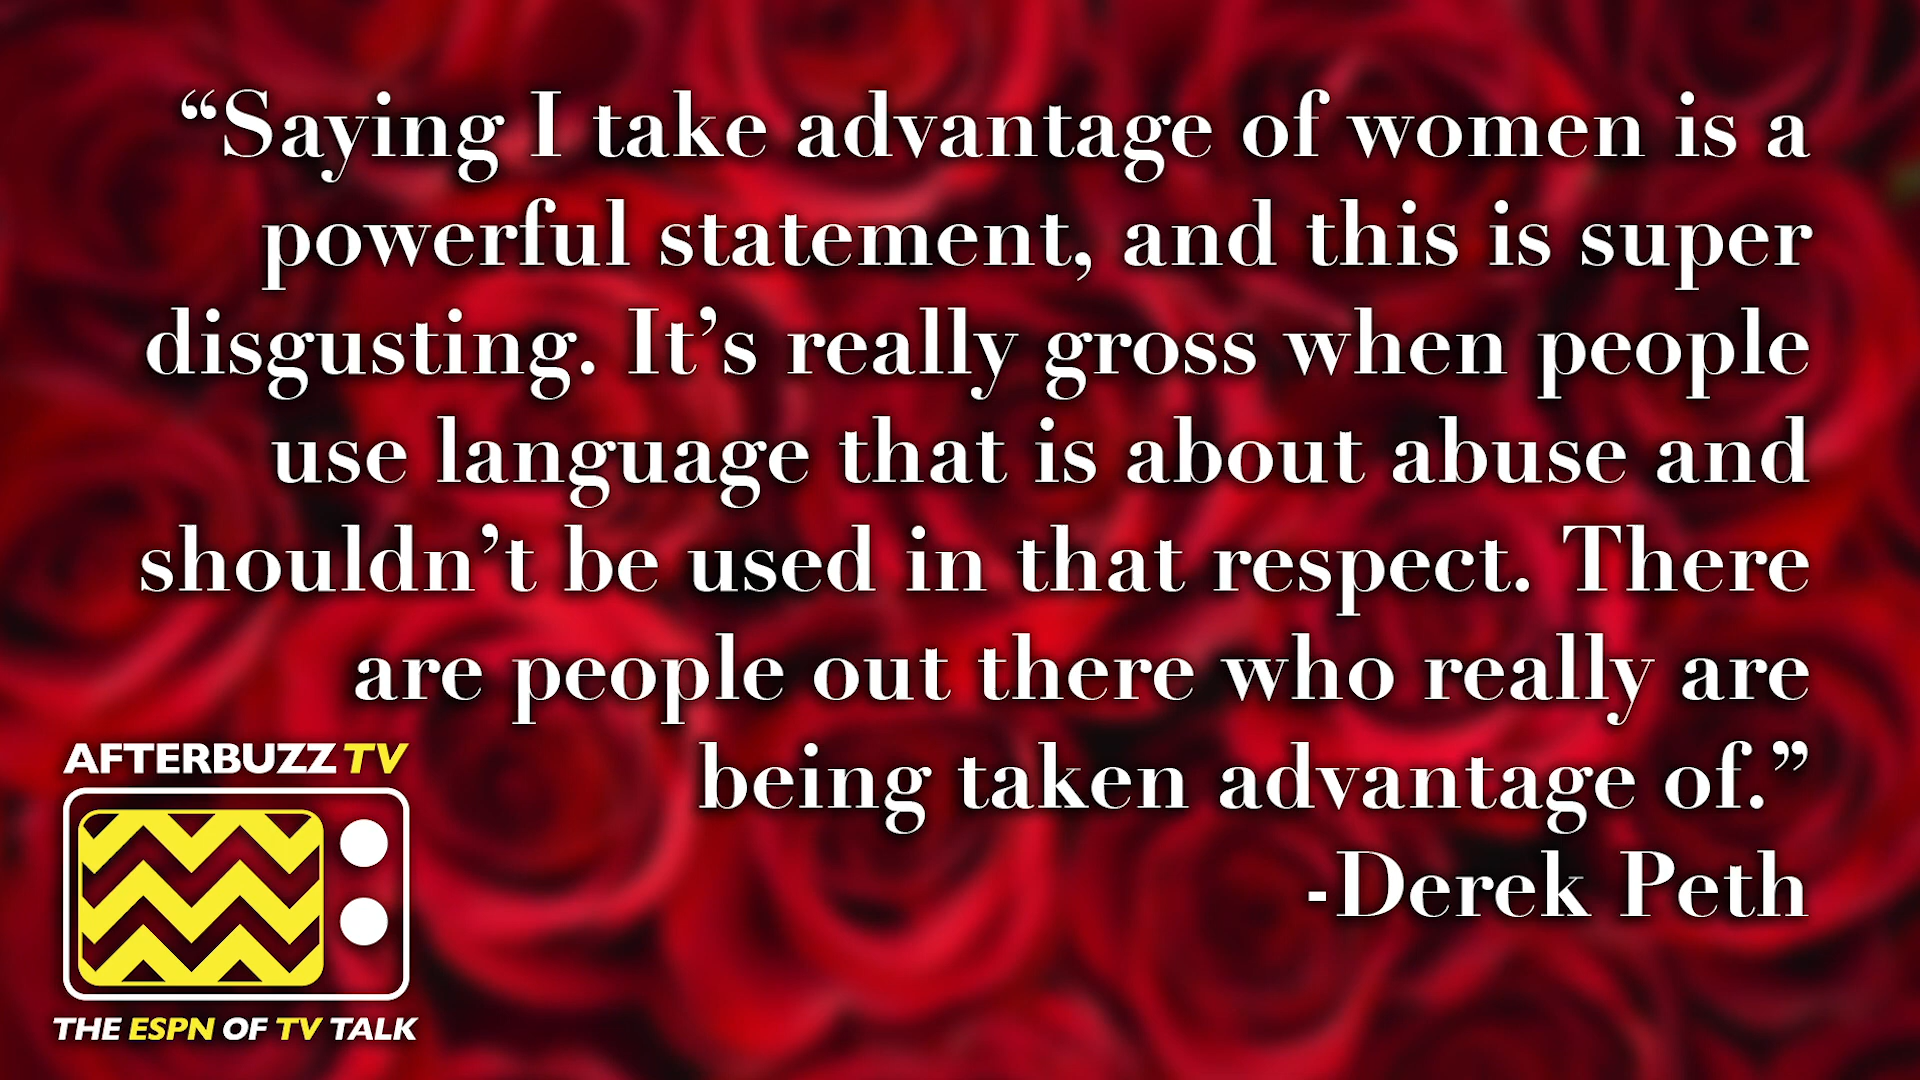 “Saying I take advantage of women is a
powerful statement, and this is super
disgusting. It’s really gross when people
use language that is about abuse and
shouldn’t be used in that respect. There
are people out there who really are
being taken advantage of.”
-Derek Peth
AFTERBUZZ TV
THE ESPN OF TV TALK